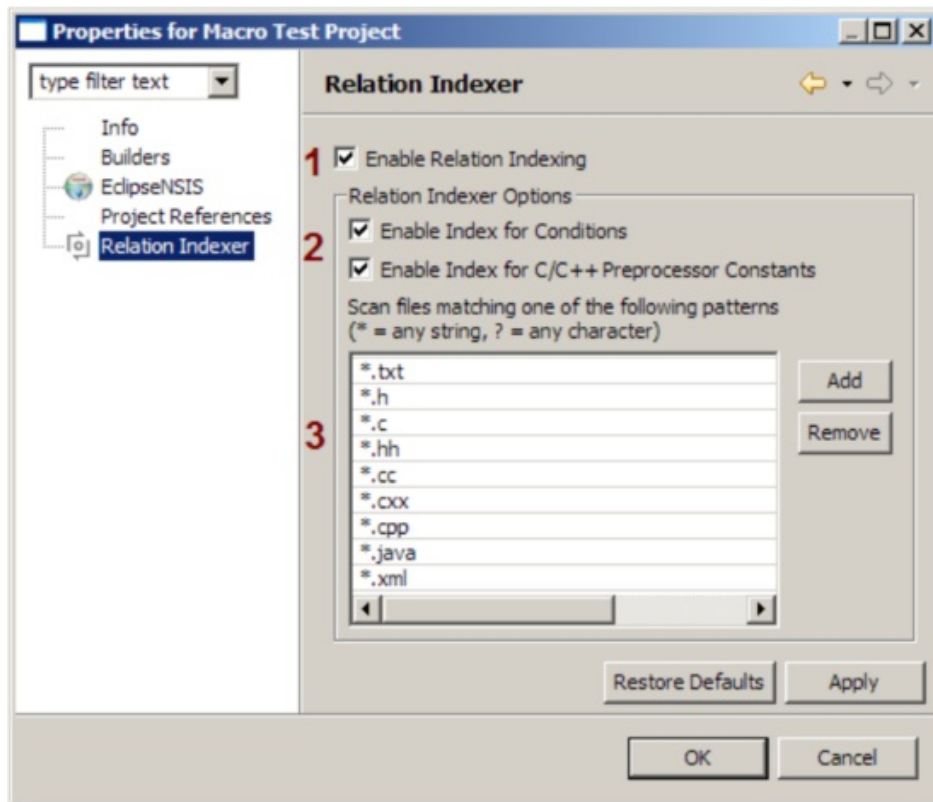 Properties for Macro Test Project
type filter text
Relation Indexer
Info
Builders
EclipseNSIS
Project References
Relation Indexer
1 Enable Relation Indexing
Relation Indexer Options
2 Enable Index for Conditions
Enable Index for C/C++ Preprocessor Constants
Scan files matching one of the following patterns
(* = any string, ? = any character)
3
*.txt
*.h
*.c
*.hh
*.cc
*.cxx
*.cpp
*.java
*.xml
Add
Remove
Restore Defaults Apply
OK Cancel